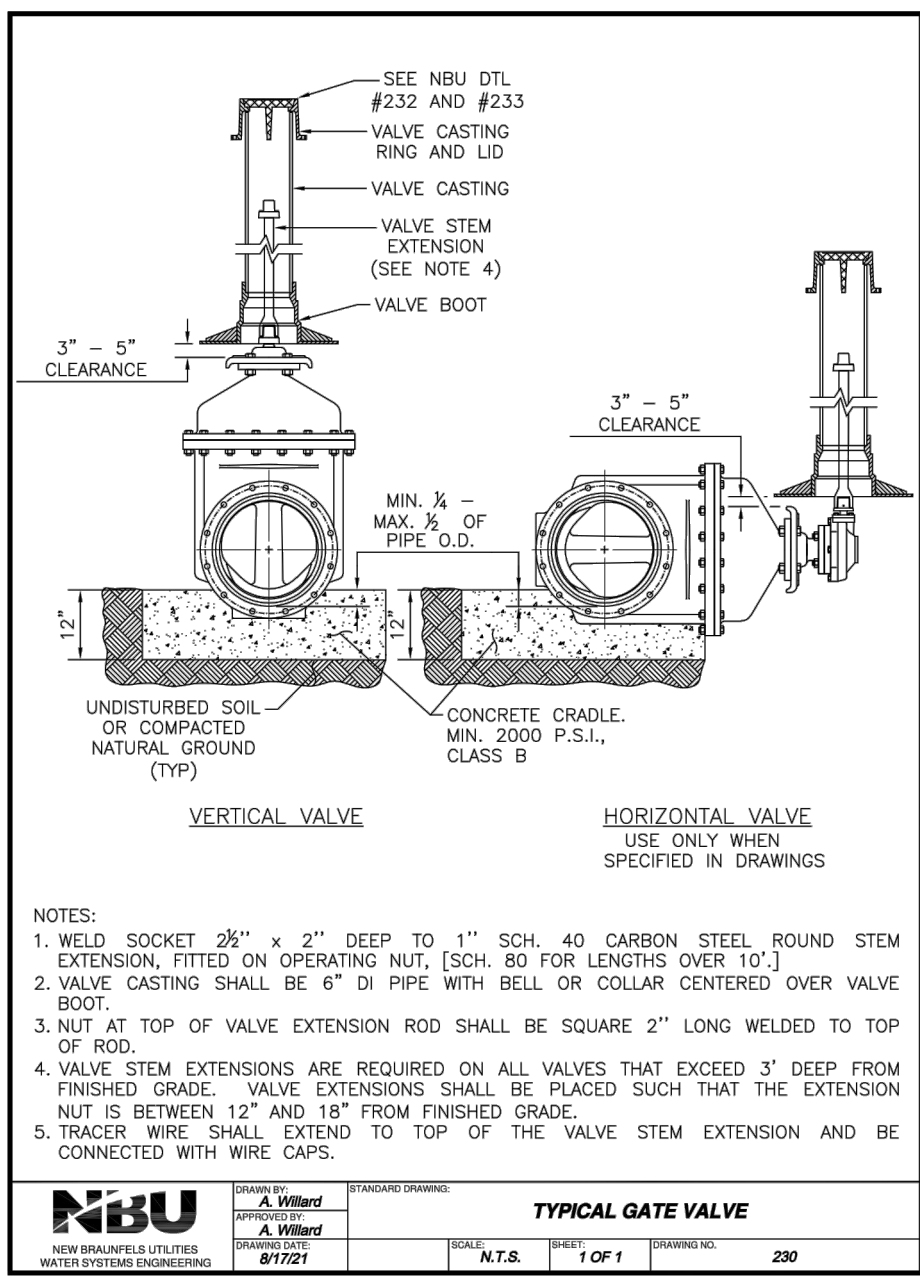 SEE NBU DTL
#232 AND #233
VALVE CASTING
RING AND LID
VALVE CASTING
VALVE STEM
EXTENSION
(SEE NOTE 4)
VALVE BOOT
3" – 5"
CLEARANCE
3" – 5"
CLEARANCE
MIN. ¼ –
MAX. ½ OF
PIPE O.D.
12"
12"
UNDISTURBED SOIL
OR COMPACTED
NATURAL GROUND
(TYP)
CONCRETE CRADLE.
MIN. 2000 P.S.I.,
CLASS B
VERTICAL VALVE
HORIZONTAL VALVE
USE ONLY WHEN
SPECIFIED IN DRAWINGS
NOTES:
1. WELD SOCKET 2½'' x 2'' DEEP TO 1'' SCH. 40 CARBON STEEL ROUND STEM
EXTENSION, FITTED ON OPERATING NUT, [SCH. 80 FOR LENGTHS OVER 10'.]
2. VALVE CASTING SHALL BE 6" DI PIPE WITH BELL OR COLLAR CENTERED OVER VALVE
BOOT.
3. NUT AT TOP OF VALVE EXTENSION ROD SHALL BE SQUARE 2'' LONG WELDED TO TOP
OF ROD.
4. VALVE STEM EXTENSIONS ARE REQUIRED ON ALL VALVES THAT EXCEED 3' DEEP FROM
FINISHED GRADE. VALVE EXTENSIONS SHALL BE PLACED SUCH THAT THE EXTENSION
NUT IS BETWEEN 12" AND 18" FROM FINISHED GRADE.
5. TRACER WIRE SHALL EXTEND TO TOP OF THE VALVE STEM EXTENSION AND BE
CONNECTED WITH WIRE CAPS.
NBU
NEW BRAUNFELS UTILITIES
WATER SYSTEMS ENGINEERING
DRAWN BY:
A. Willard
APPROVED BY:
A. Willard
DRAWING DATE:
8/17/21
STANDARD DRAWING:
TYPICAL GATE VALVE
SCALE:
N.T.S.
SHEET:
1 OF 1
DRAWING NO.
230